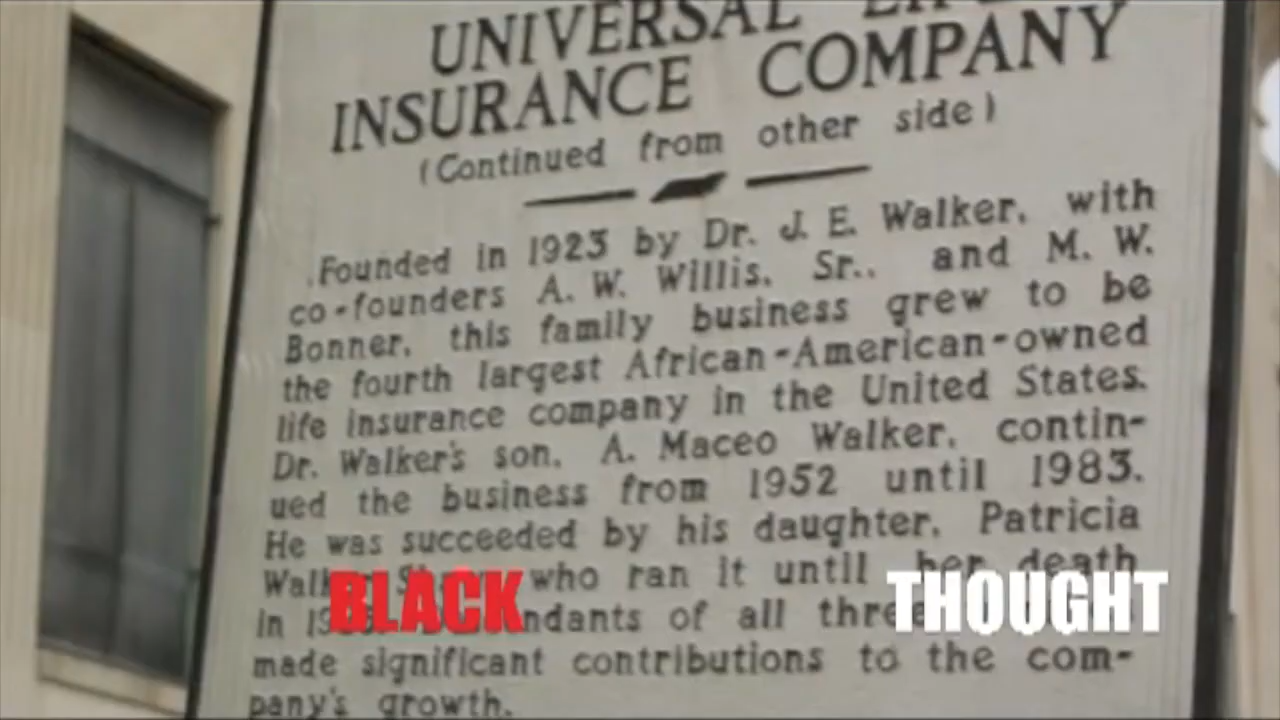 UNIVERSAL LIFE
INSURANCE COMPANY
(Continued from other side)
Founded in 1923 by Dr. J. E. Walker, with
co-founders A. W. Willis, Sr., and M. W.
Bonner, this family business grew to be
the fourth largest African-American-owned
life insurance company in the United States.
Dr. Walker's son, A. Maceo Walker, contin-
ued the business from 1952 until 1983.
He was succeeded by his daughter, Patricia
who ran it until her death
in of all three
BLACK THOUGHT
made significant contributions to the com-
pany's growth.